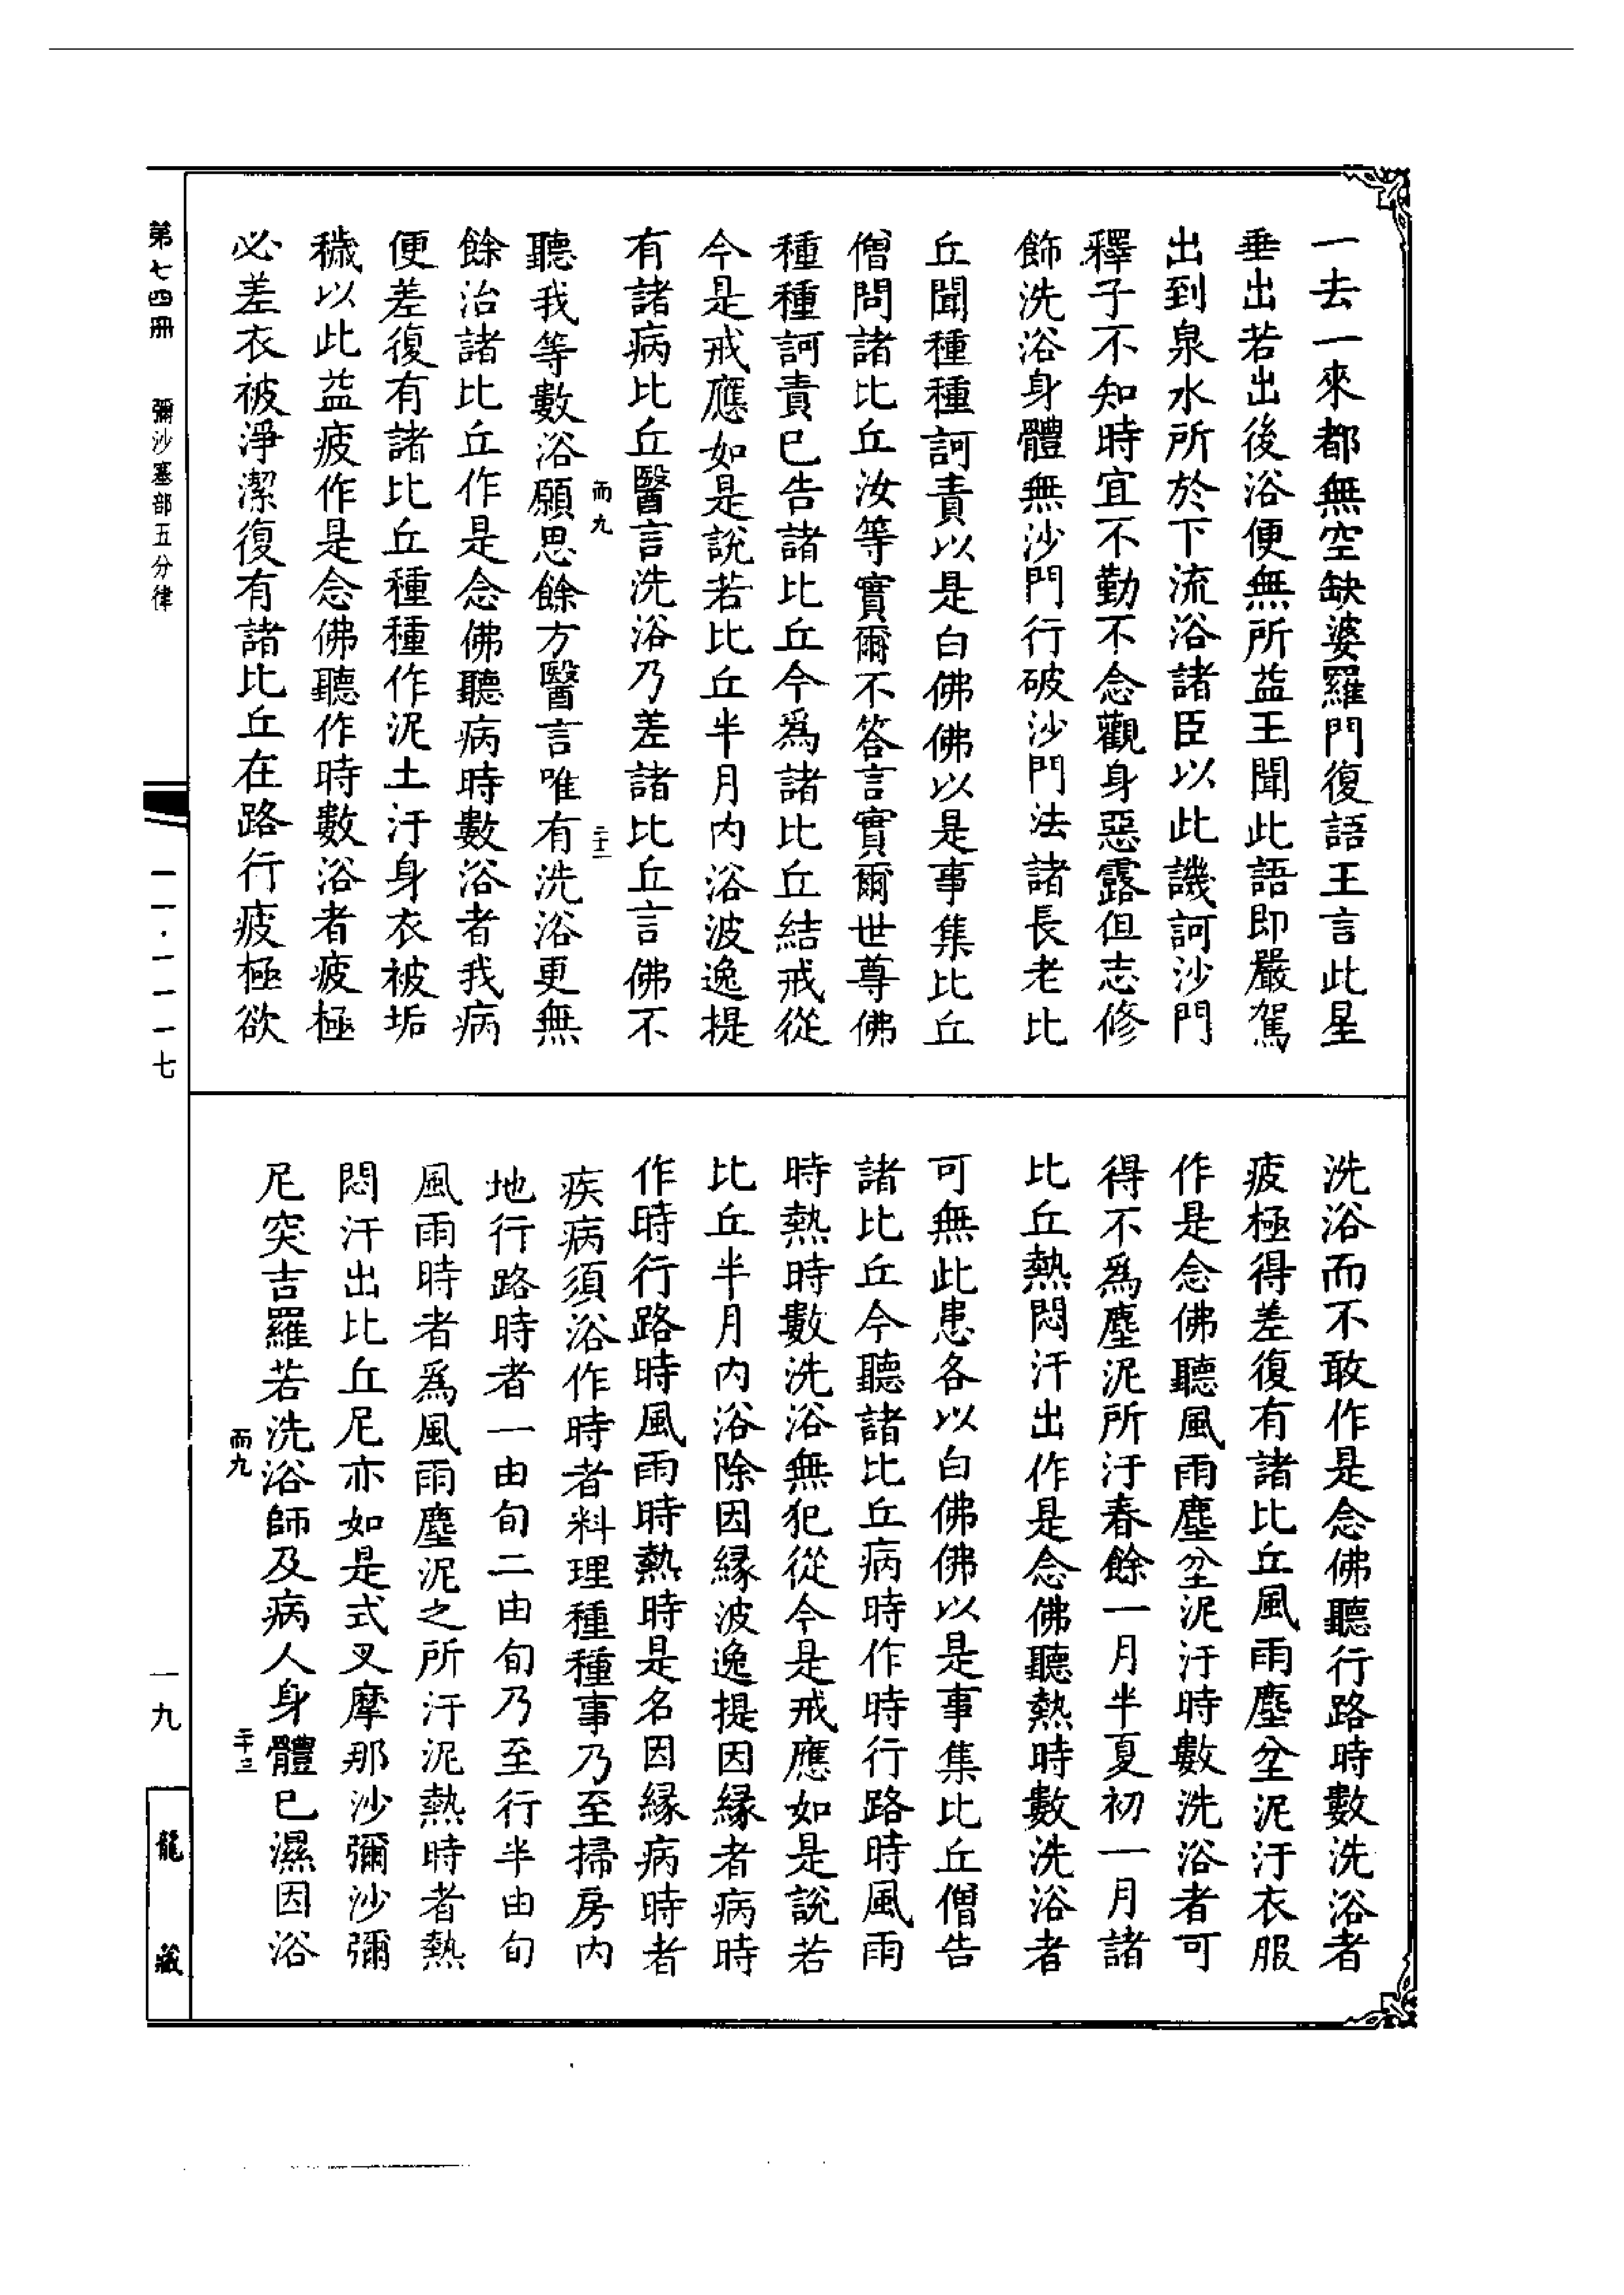 一去一來都無空缺婆羅門復語王言此星
垂出若出後浴便無所益王聞此語即嚴駕
出到泉水所於下流浴諸臣以此譏訶沙門
釋子不知時宜不勤不念觀身惡露但志修
飾洗浴身體無沙門行破沙門法諸長老比
丘聞種種訶責以是白佛佛以是事集比丘
僧問諸比丘汝等實爾不答言實爾世尊佛
種種訶責已告諸比丘今爲諸比丘結戒從
今是戒應如是說若比丘半月內浴波逸提
有諸病比丘醫言洗浴乃差諸比丘言佛不
而九 二十二
聽我等數浴願思餘方醫言唯有洗浴更無
餘治諸比丘作是念佛聽病時數浴者我病
便差復有諸比丘種種作泥土汙身衣被垢
穢以此益疲作是念佛聽作時數浴者疲極
必差衣被淨潔復有諸比丘在路行疲極欲
洗浴而不敢作是念佛聽行路時數洗浴者
疲極得差復有諸比丘風雨塵坌泥汙衣服
作是念佛聽風雨塵坌泥汙時數洗浴者可
得不爲塵泥所汙春餘一月半夏初一月諸
比丘熱悶汗出作是念佛聽熱時數洗浴者
可無此患各以白佛佛以是事集比丘僧告
諸比丘今聽諸比丘病時作時行路時風雨
時熱時數洗浴無犯從今是戒應如是說若
比丘半月內浴除因緣波逸提因緣者病時
作時行路時風雨時熱時是名因緣病時者
疾病須浴作時者料理種種事乃至掃房內
地行路時者一由旬二由旬乃至行半由旬
風雨時者爲風雨塵泥之所汙泥熱時者熱
悶汗出比丘尼亦如是式叉摩那沙彌沙彌
尼突吉羅若洗浴師及病人身體已濕因浴
而九 二十三
第七四冊 彌沙塞部五分律 一一·一一一七 一九 龍藏